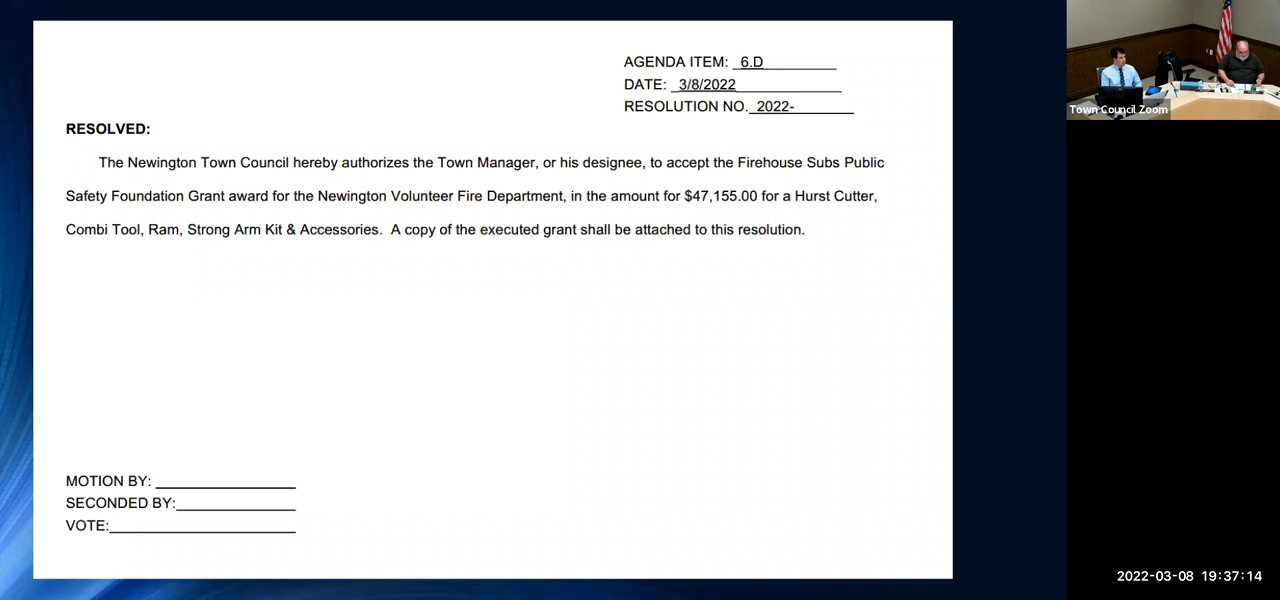 AGENDA ITEM: 6.D
DATE: 3/8/2022
RESOLUTION NO. 2022-
RESOLVED:
The Newington Town Council hereby authorizes the Town Manager, or his designee, to accept the Firehouse Subs Public
Safety Foundation Grant award for the Newington Volunteer Fire Department, in the amount for $47,155.00 for a Hurst Cutter,
Combi Tool, Ram, Strong Arm Kit & Accessories. A copy of the executed grant shall be attached to this resolution.
MOTION BY:
SECONDED BY:
VOTE:
Town Council Zoom
2022-03-08 19:37:14